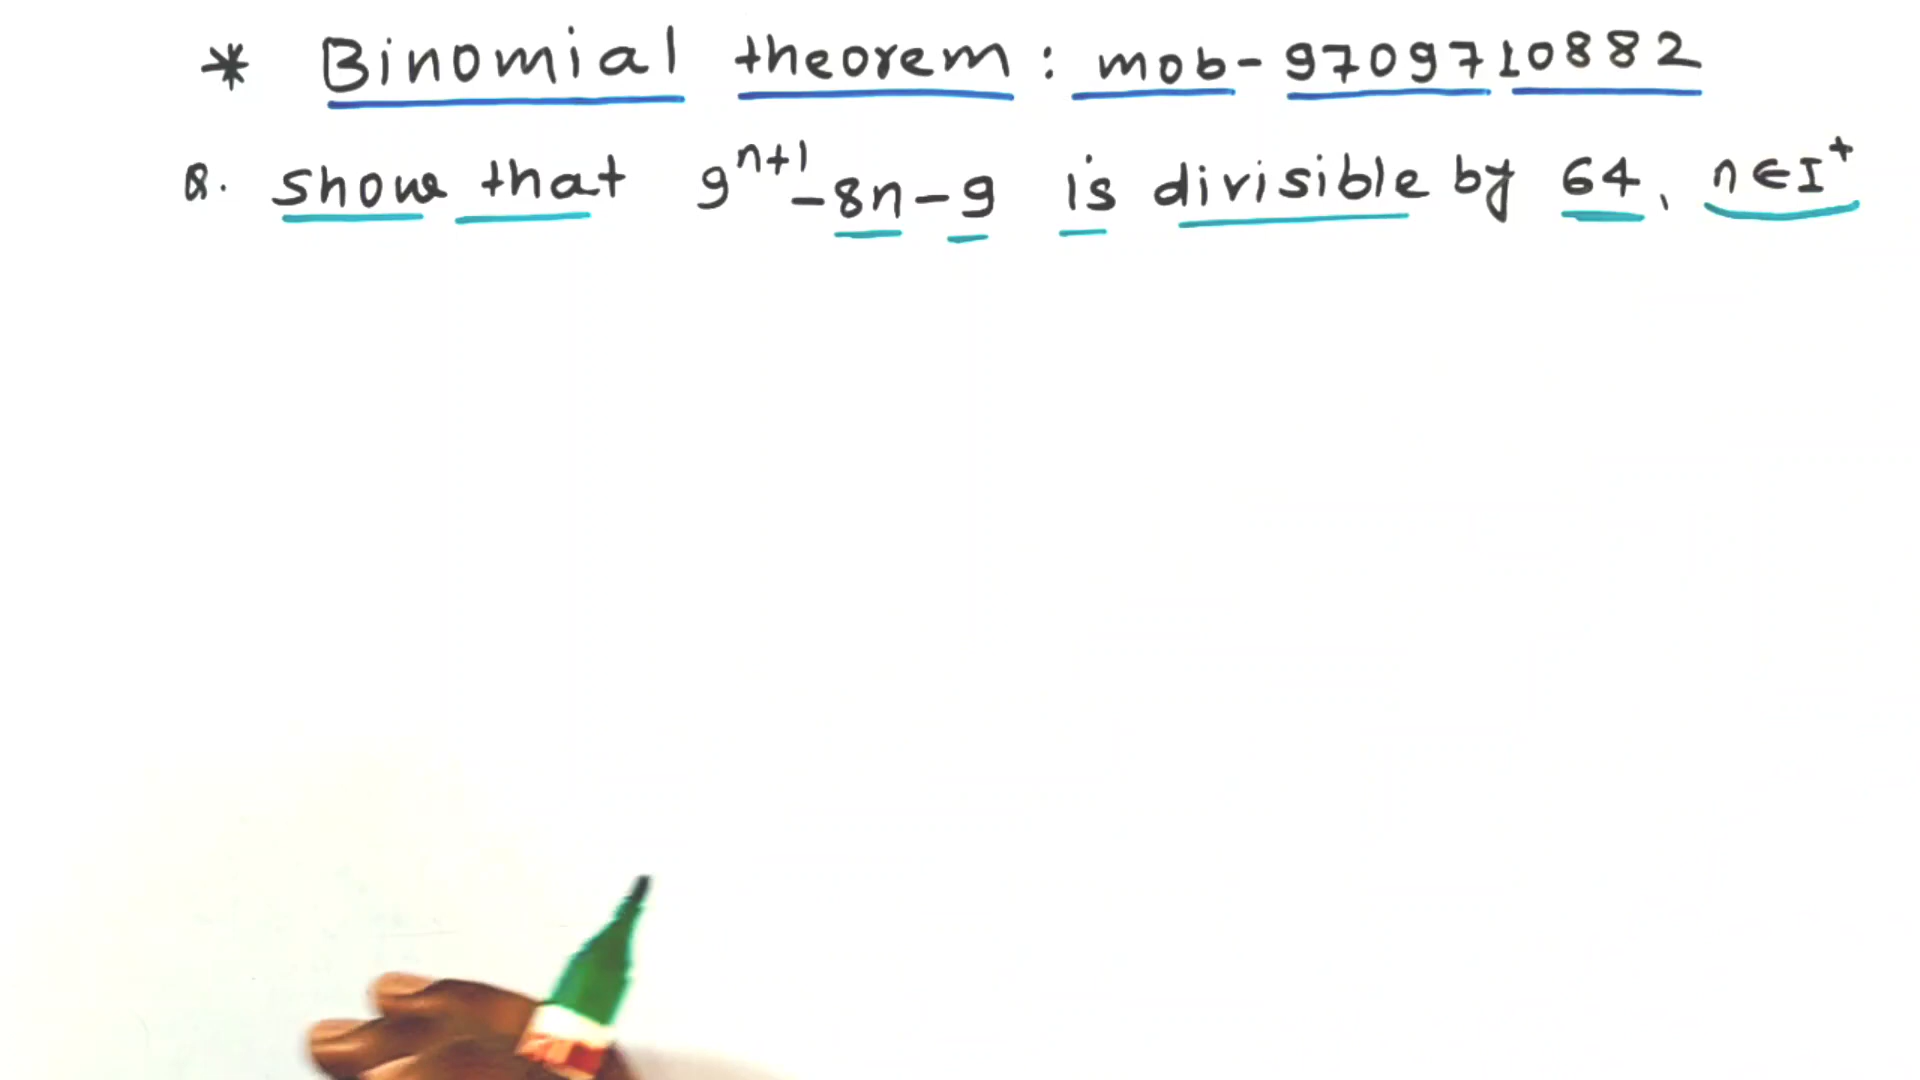 * Binomial theorem : mob-9709710882
Q. show that 9^{n+1} - 8n - 9 is divisible by 64, n ∈ I^+